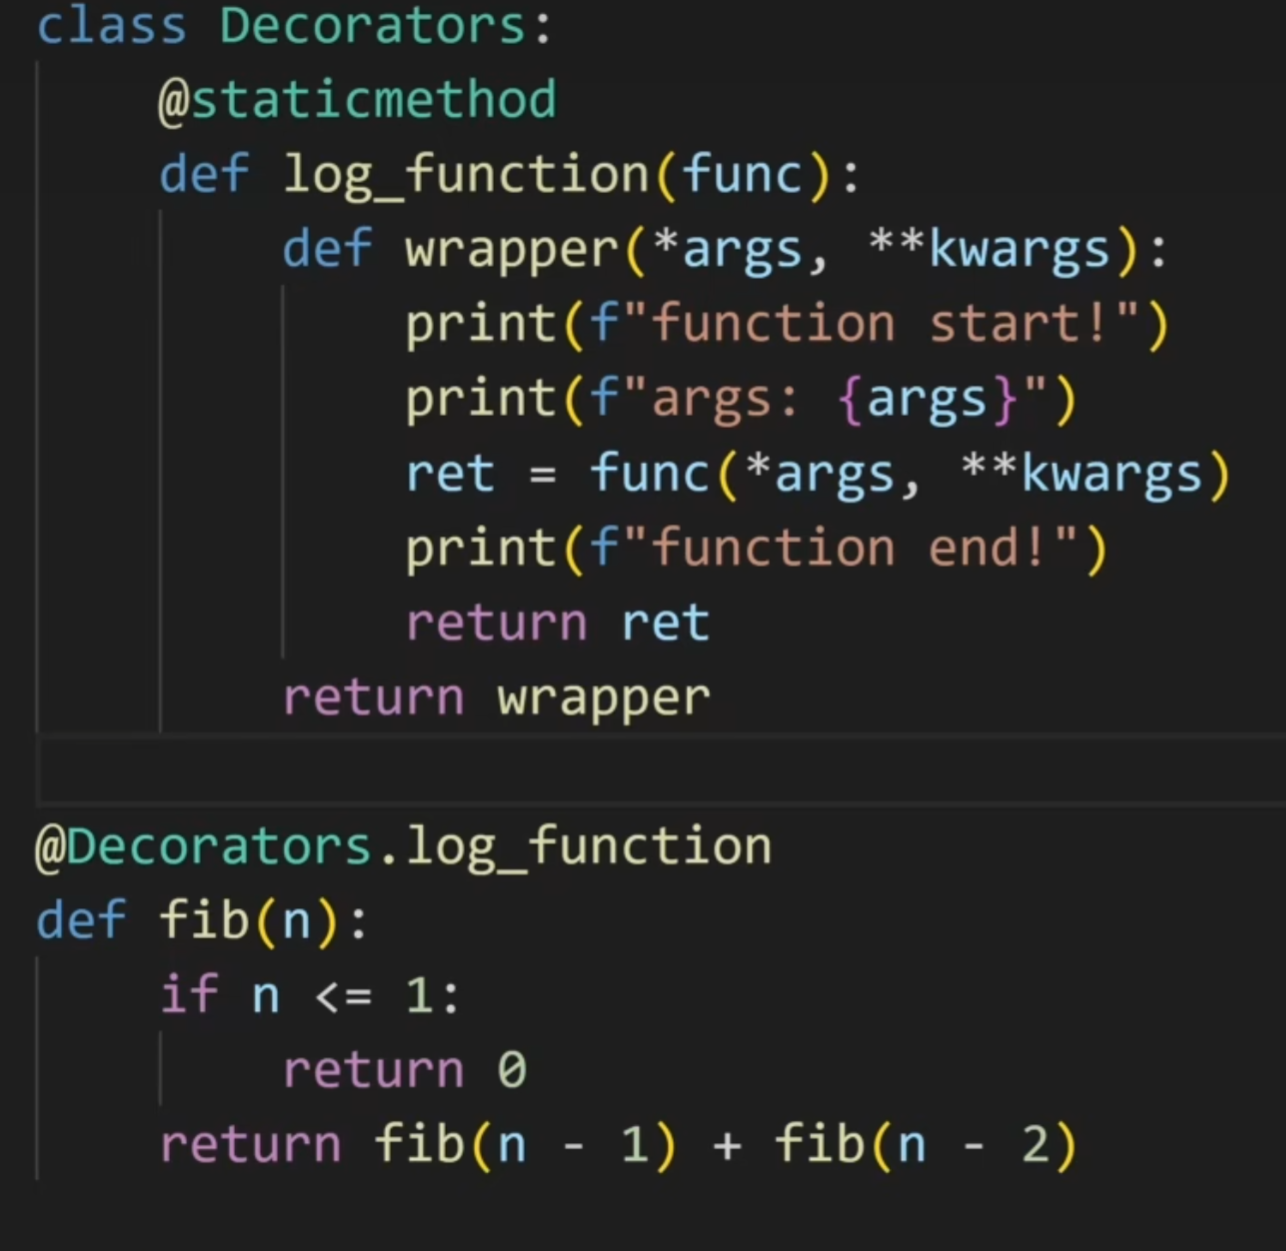 class Decorators:
    @staticmethod
    def log_function(func):
        def wrapper(*args, **kwargs):
            print(f"function start!")
            print(f"args: {args}")
            ret = func(*args, **kwargs)
            print(f"function end!")
            return ret
        return wrapper

@Decorators.log_function
def fib(n):
    if n <= 1:
        return 0
    return fib(n - 1) + fib(n - 2)